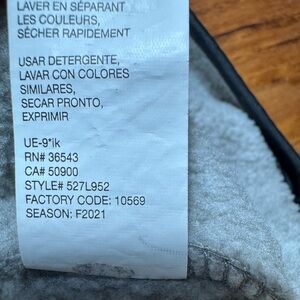 LAVER EN SÉPARANT
LES COULEURS,
SÉCHER RAPIDEMENT
USAR DETERGENTE,
LAVAR CON COLORES
SIMILARES,
SECAR PRONTO,
EXPRIMIR
UE-9*ik
RN# 36543
CA# 50900
STYLE# 527L952
FACTORY CODE: 10569
SEASON: F2021